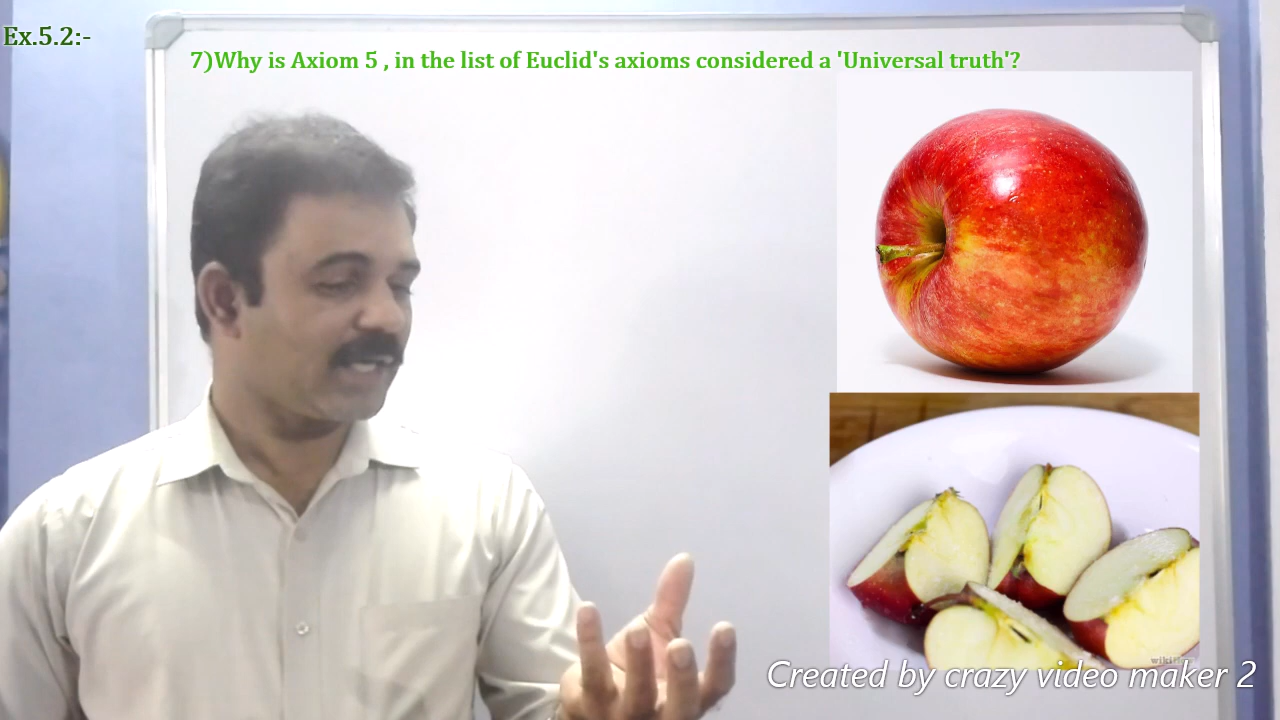 Ex.5.2:-
7)Why is Axiom 5 , in the list of Euclid's axioms considered a 'Universal truth'?
Created by crazy video maker 2